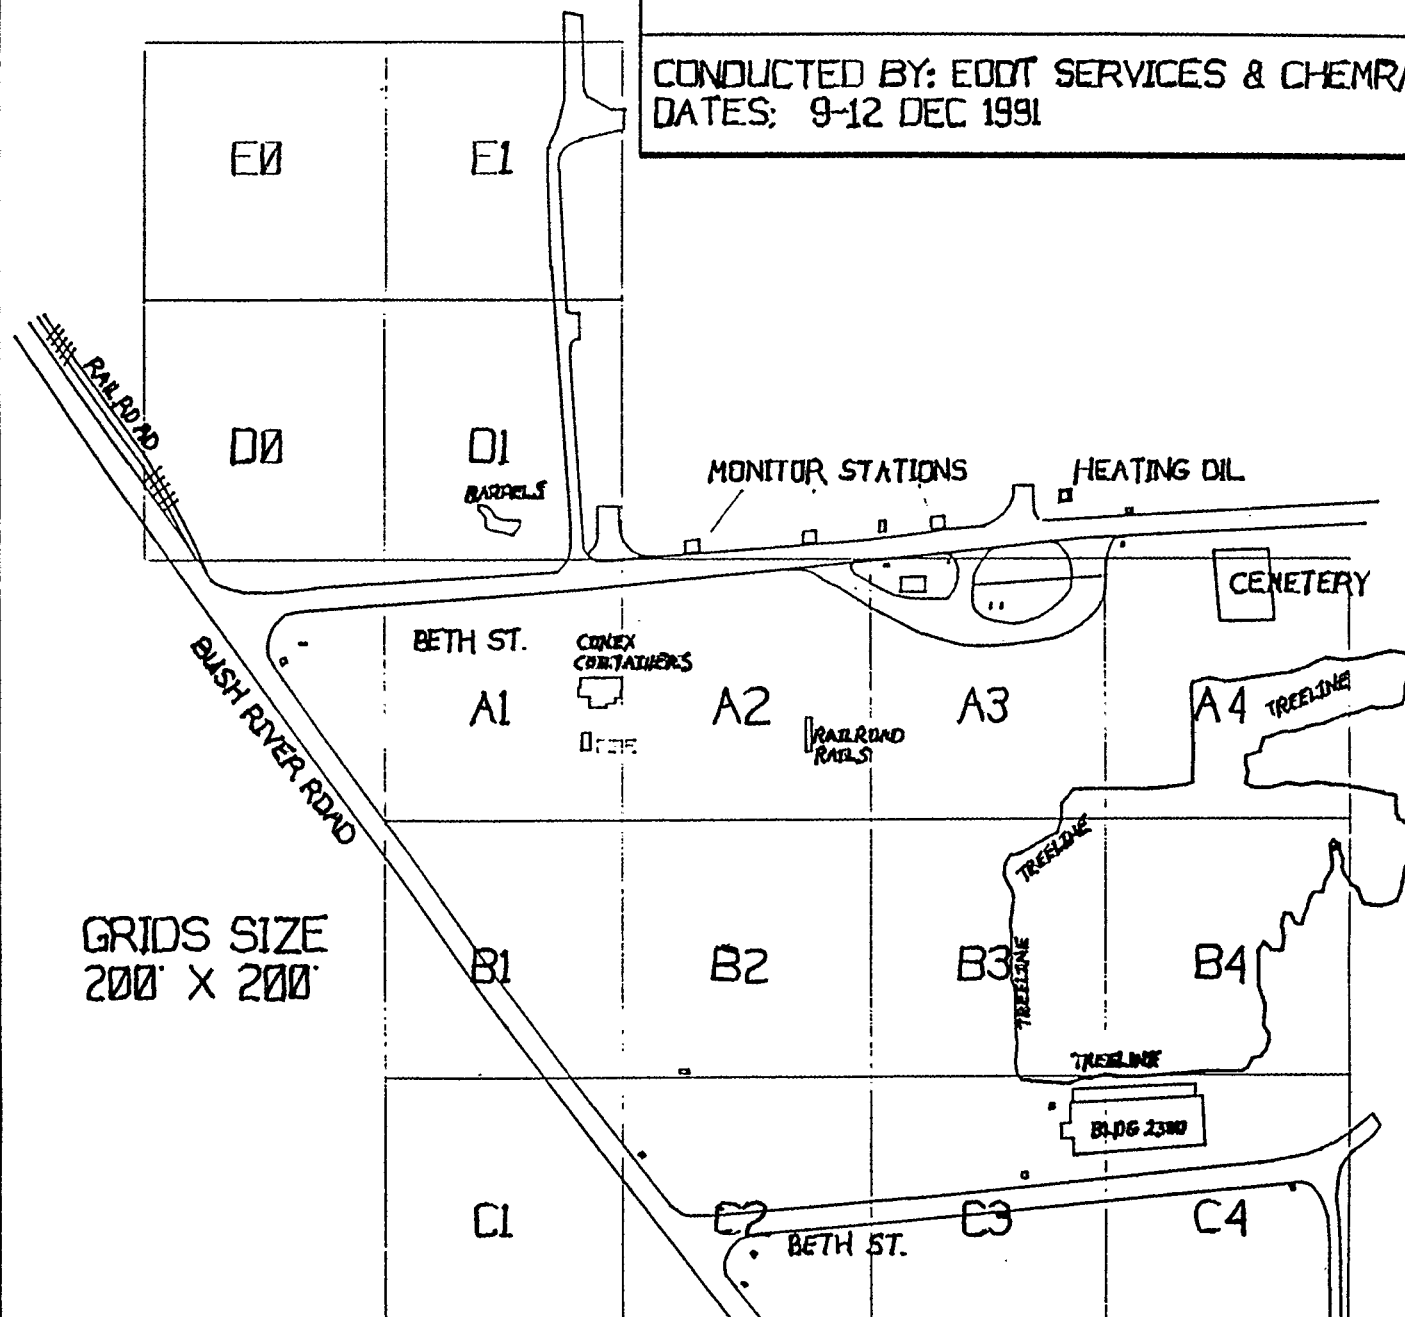 CONDUCTED BY: EODT SERVICES & CHEMRA
DATES: 9-12 DEC 1991
E0
E1
RAILROAD
D0
D1
BARRELS
MONITOR STATIONS
HEATING OIL
CEMETERY
BETH ST.
CONEX
CONTAINERS
BUSH RIVER ROAD
A1
A2
A3
A4
TREELINE
RAILROAD
RAILS
TREELINE
GRIDS SIZE
200' X 200'
B1
B2
B3
B4
TREELINE
TREELINE
BLDG
C1
C2
C3
C4
BETH ST.